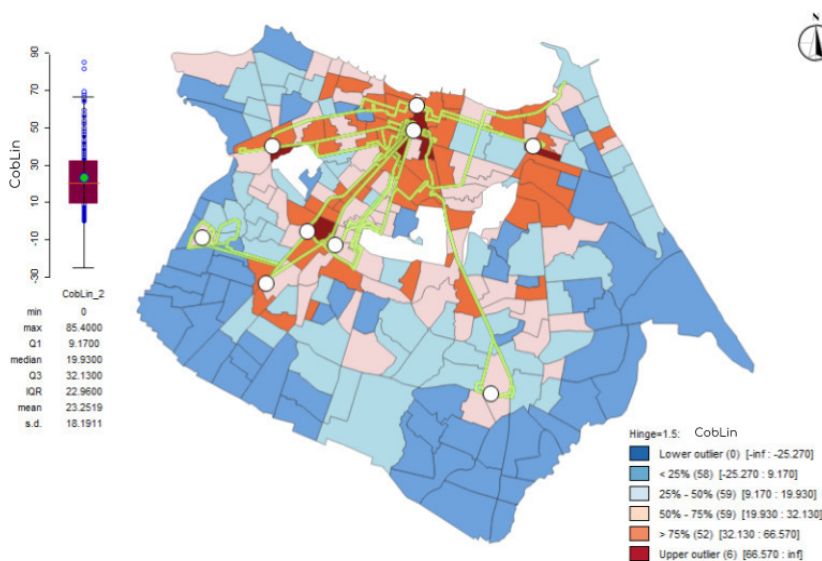 N
90
70
50
30
10
-10
-30
CobLin
CobLin_2
min 0
max 85.4000
Q1 9.1700
median 19.9300
Q3 32.1300
IQR 22.9600
mean 23.2519
s.d. 18.1911
Hinge=1.5: CobLin
Lower outlier (0) [-inf : -25.270]
< 25% (58) [-25.270 : 9.170]
25% - 50% (59) [9.170 : 19.930]
50% - 75% (59) [19.930 : 32.130]
> 75% (52) [32.130 : 66.570]
Upper outlier (6) [66.570 : inf]